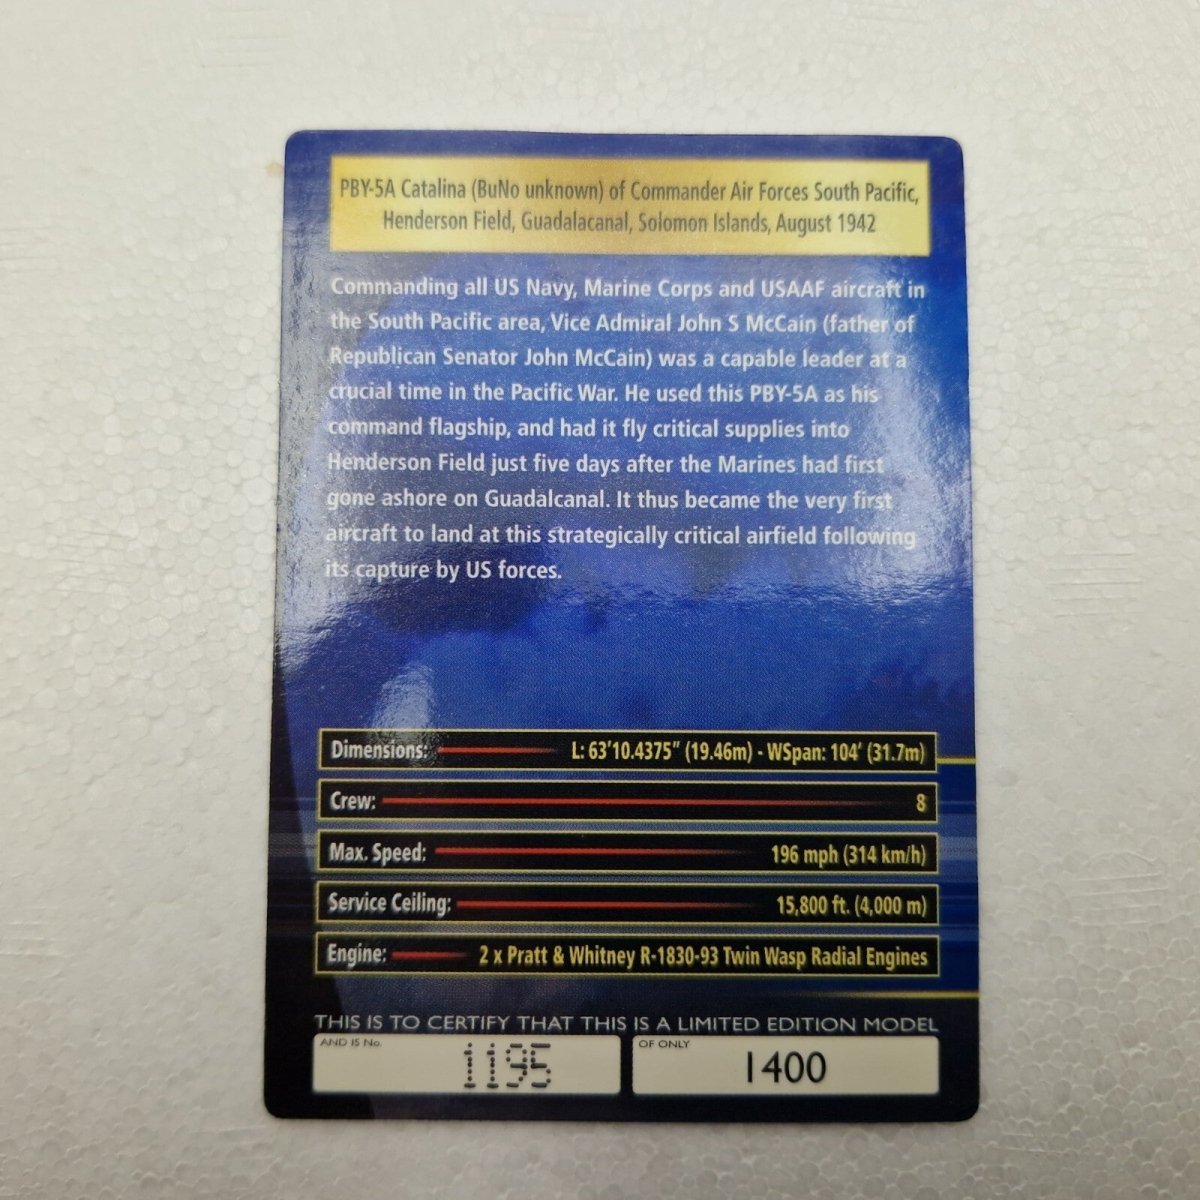 PBY-5A Catalina (BuNo unknown) of Commander Air Forces South Pacific,
Henderson Field, Guadalacanal, Solomon Islands, August 1942
Commanding all US Navy, Marine Corps and USAAF aircraft in
the South Pacific area, Vice Admiral John S McCain (father of
Republican Senator John McCain) was a capable leader at a
crucial time in the Pacific War. He used this PBY-5A as his
command flagship, and had it fly critical supplies into
Henderson Field just five days after the Marines had first
gone ashore on Guadalcanal. It thus became the very first
aircraft to land at this strategically critical airfield following
its capture by US forces.
Dimensions: L: 63'10.4375" (19.46m) - WSpan: 104' (31.7m)
Crew: 8
Max. Speed: 196 mph (314 km/h)
Service Ceiling: 15,800 ft. (4,000 m)
Engine: 2 x Pratt & Whitney R-1830-93 Twin Wasp Radial Engines
THIS IS TO CERTIFY THAT THIS IS A LIMITED EDITION MODEL
AND IS No. 1195 OF ONLY 1400